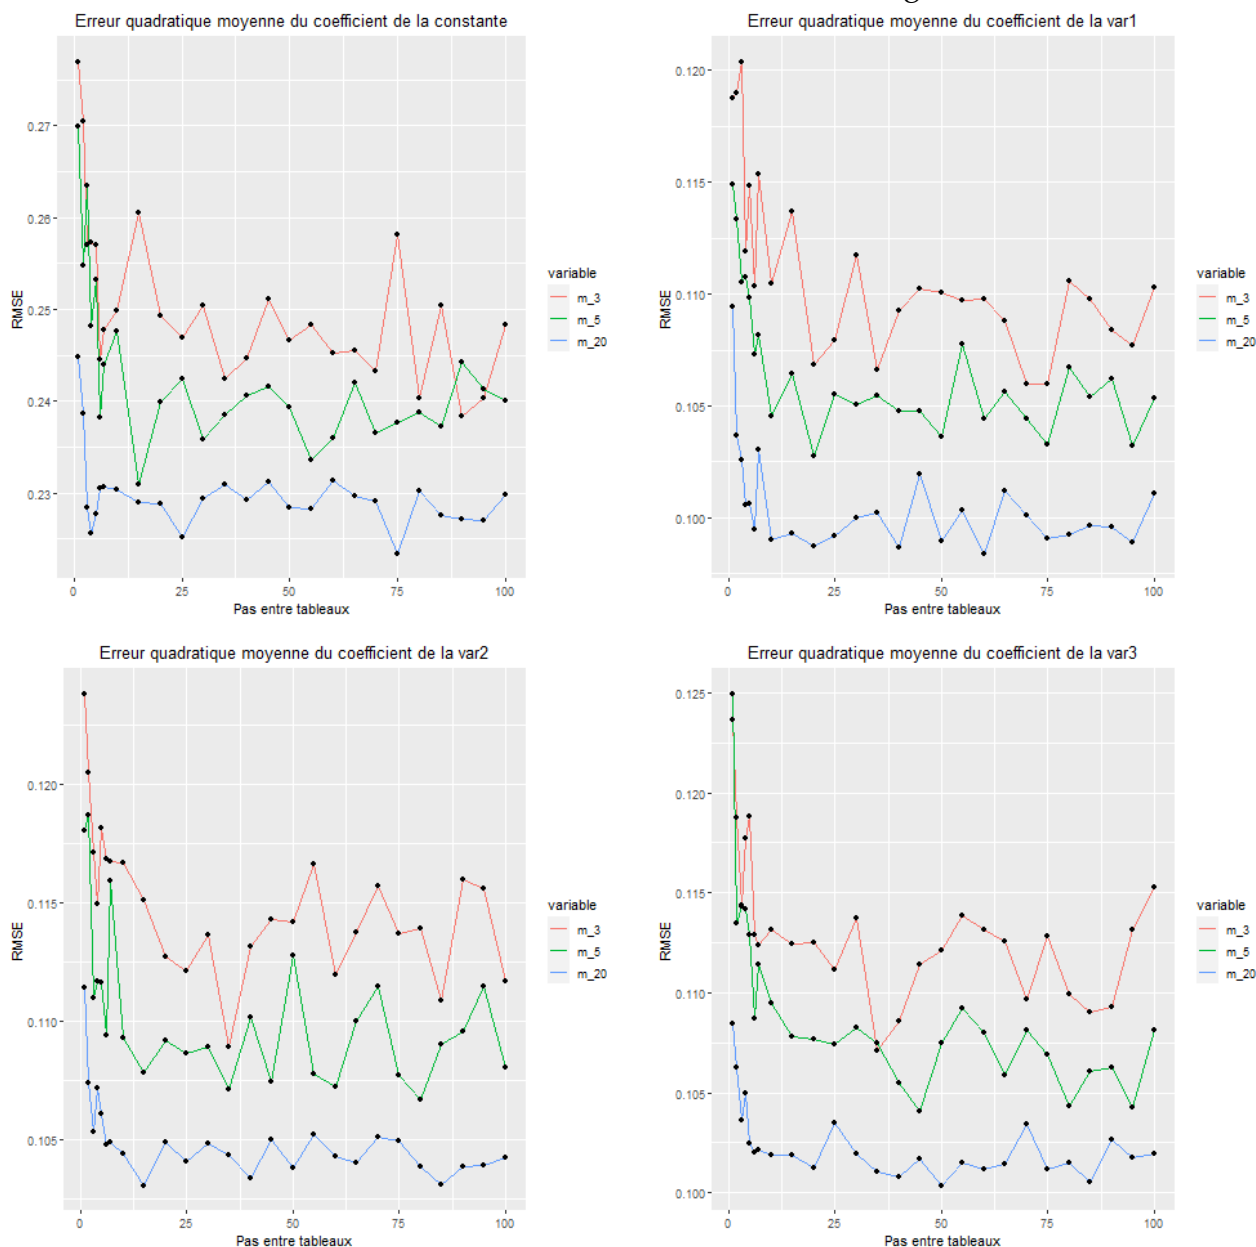 Erreur quadratique moyenne du coefficient de la constante
0.27
0.26
0.25
0.24
0.23
RMSE
0
25
50
75
100
Pas entre tableaux
variable
m_3
m_5
m_20
Erreur quadratique moyenne du coefficient de la var1
0.120
0.115
0.110
0.105
0.100
RMSE
0
25
50
75
100
Pas entre tableaux
variable
m_3
m_5
m_20
Erreur quadratique moyenne du coefficient de la var2
0.120
0.115
0.110
0.105
RMSE
0
25
50
75
100
Pas entre tableaux
variable
m_3
m_5
m_20
Erreur quadratique moyenne du coefficient de la var3
0.125
0.120
0.115
0.110
0.105
0.100
RMSE
0
25
50
75
100
Pas entre tableaux
variable
m_3
m_5
m_20